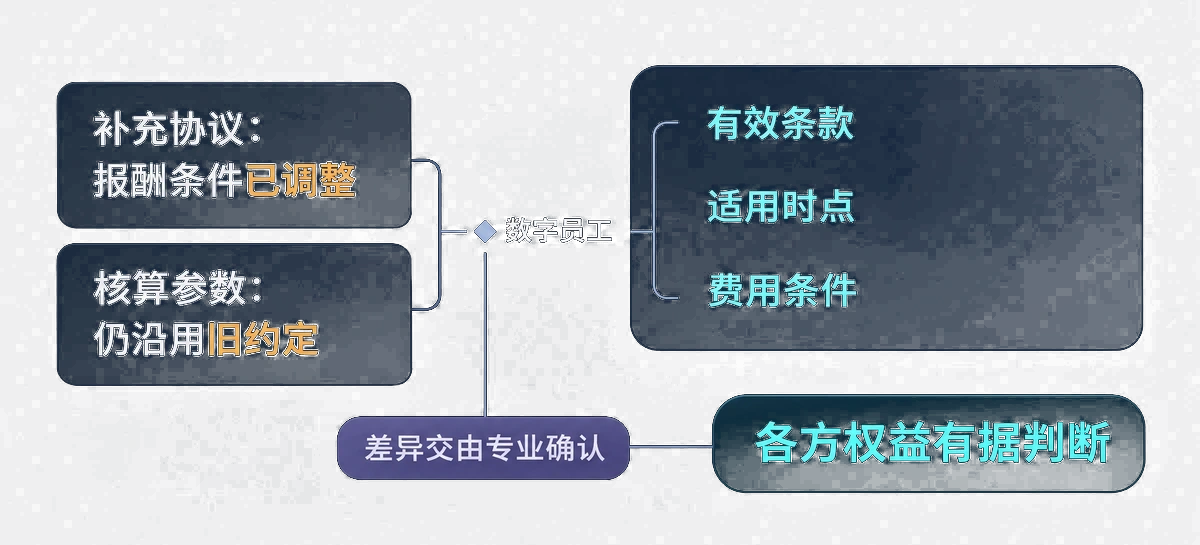 补充协议：
报酬条件已调整
核算参数：
仍沿用旧约定
数字员工
有效条款
适用时点
费用条件
差异交由专业确认
各方权益有据判断